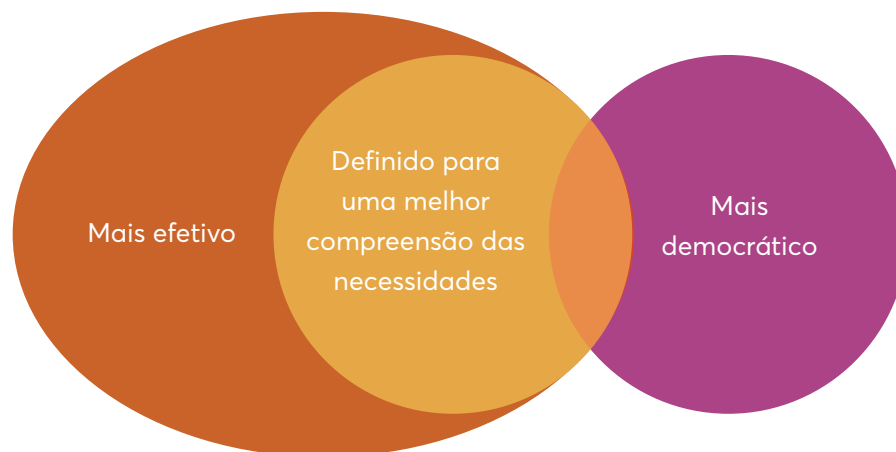 Mais efetivo
Definido para
uma melhor
compreensão das
necessidades
Mais
democrático